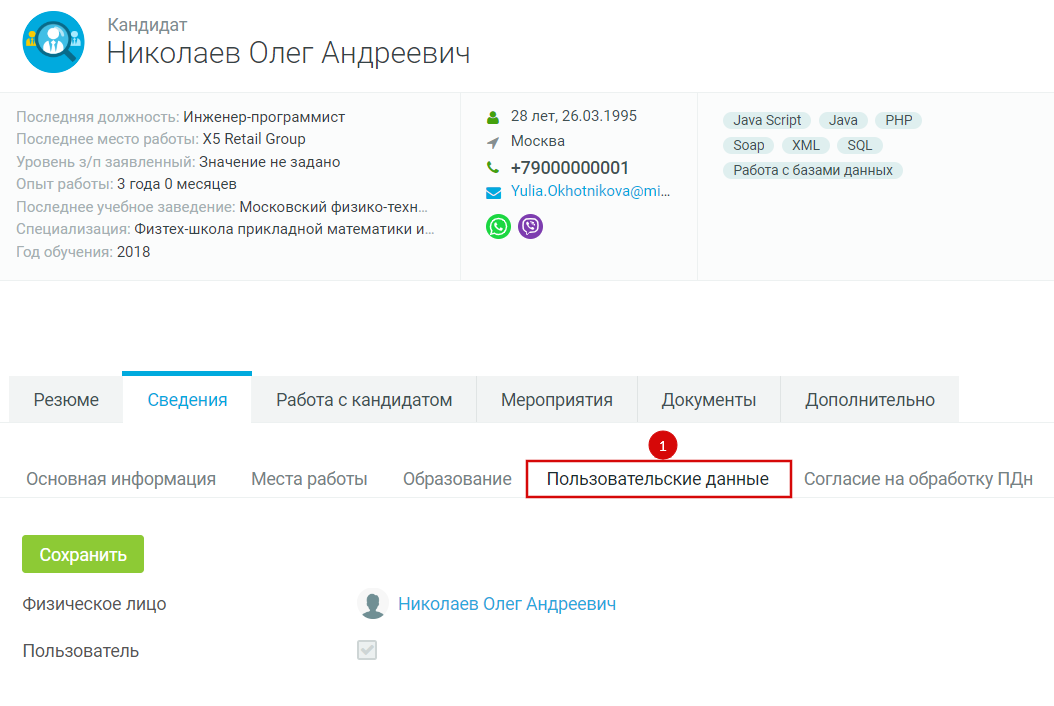 Кандидат
Николаев Олег Андреевич
Последняя должность: Инженер-программист
Последнее место работы: X5 Retail Group
Уровень з/п заявленный: Значение не задано
Опыт работы: 3 года 0 месяцев
Последнее учебное заведение: Московский физико-техн...
Специализация: Физтех-школа прикладной математики и...
Год обучения: 2018
28 лет, 26.03.1995
Москва
+79000000001
Yulia.Okhotnikova@mi...
Java Script Java PHP
Soap XML SQL
Работа с базами данных
Резюме Сведения Работа с кандидатом Мероприятия Документы Дополнительно
1
Основная информация Места работы Образование Пользовательские данные Согласие на обработку ПДн
Сохранить
Физическое лицо Николаев Олег Андреевич
Пользователь